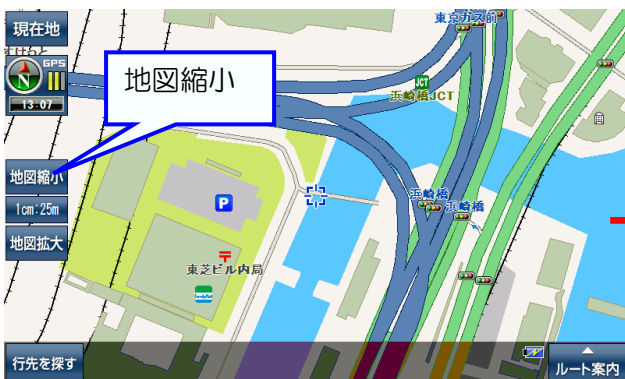 現在地
東京ガス前
GPS
N
13:07
地図縮小
JCT
浜崎橋JCT
地図縮小
1cm:25m
地図拡大
P
浜崎橋
浜崎橋
東芝ビル内局
FamilyMart
行先を探す
ルート案内